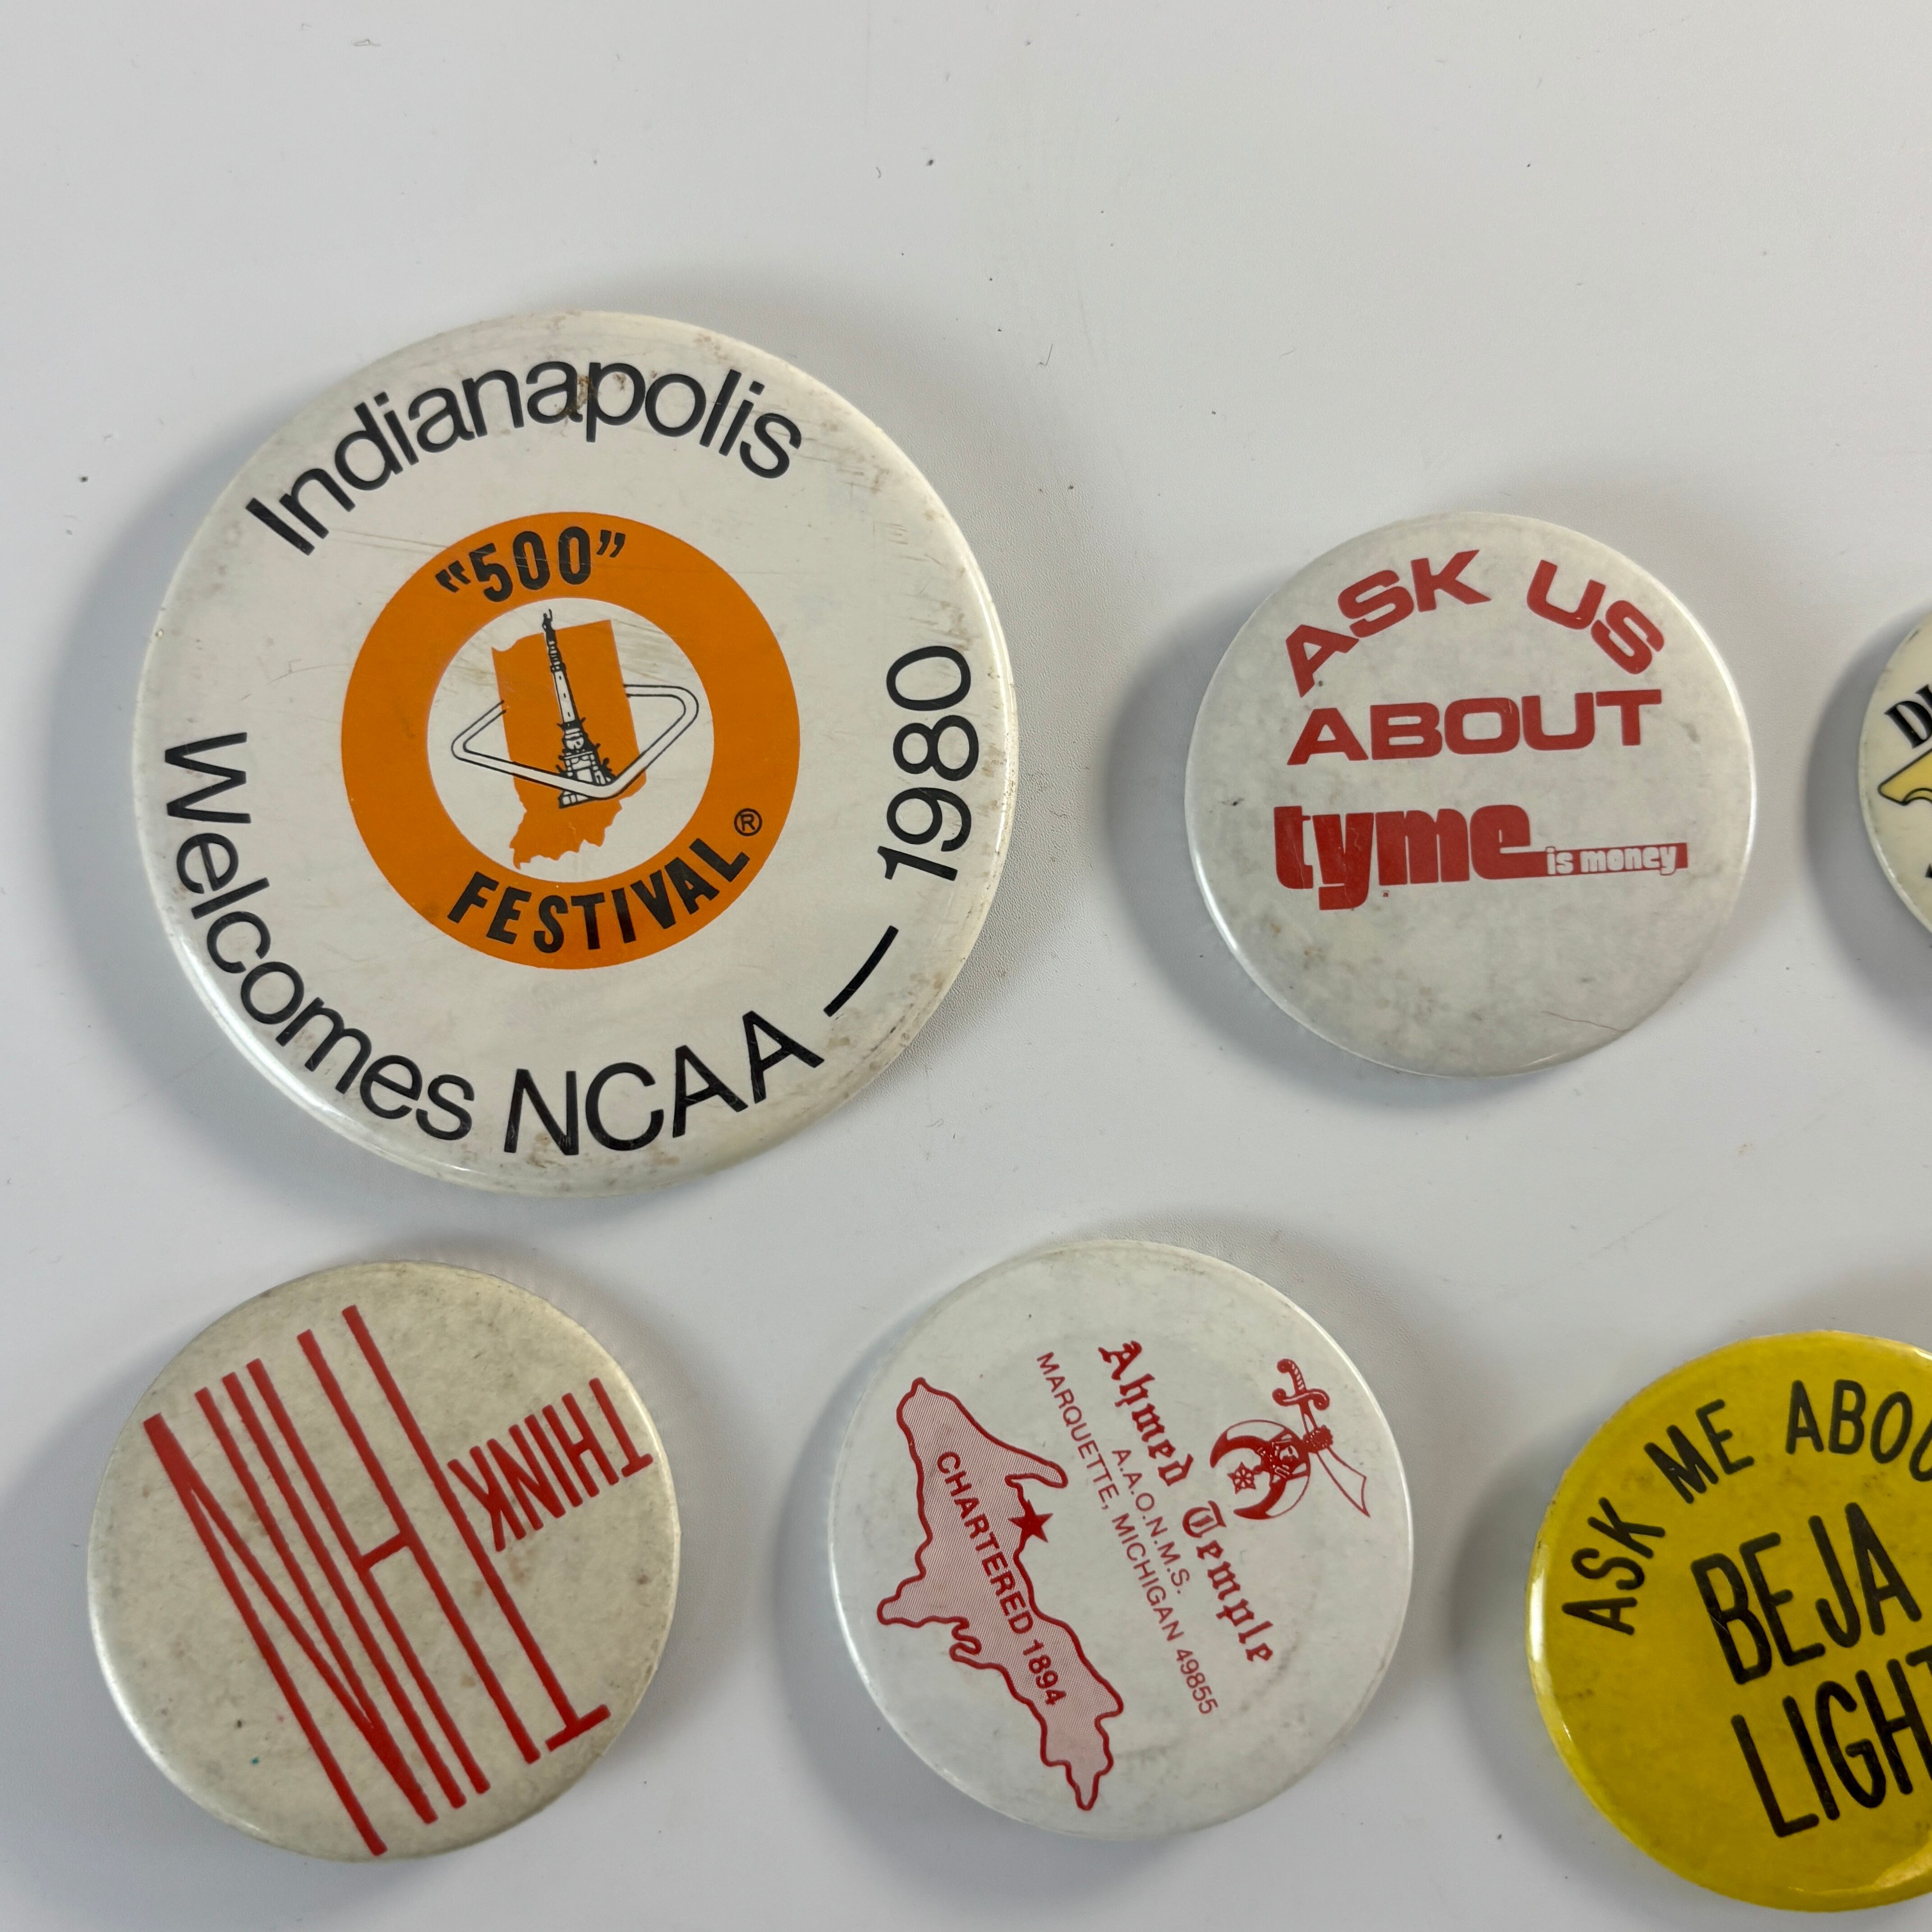 Indianapolis
Welcomes NCAA — 1980
"500"
FESTIVAL®
ASK US
ABOUT
tyme is money
THINK
THIN
Ahmed Temple
A.A.O.N.M.S.
MARQUETTE, MICHIGAN 49855
CHARTERED 1894
ASK ME ABOU
BEJA
LIGHT